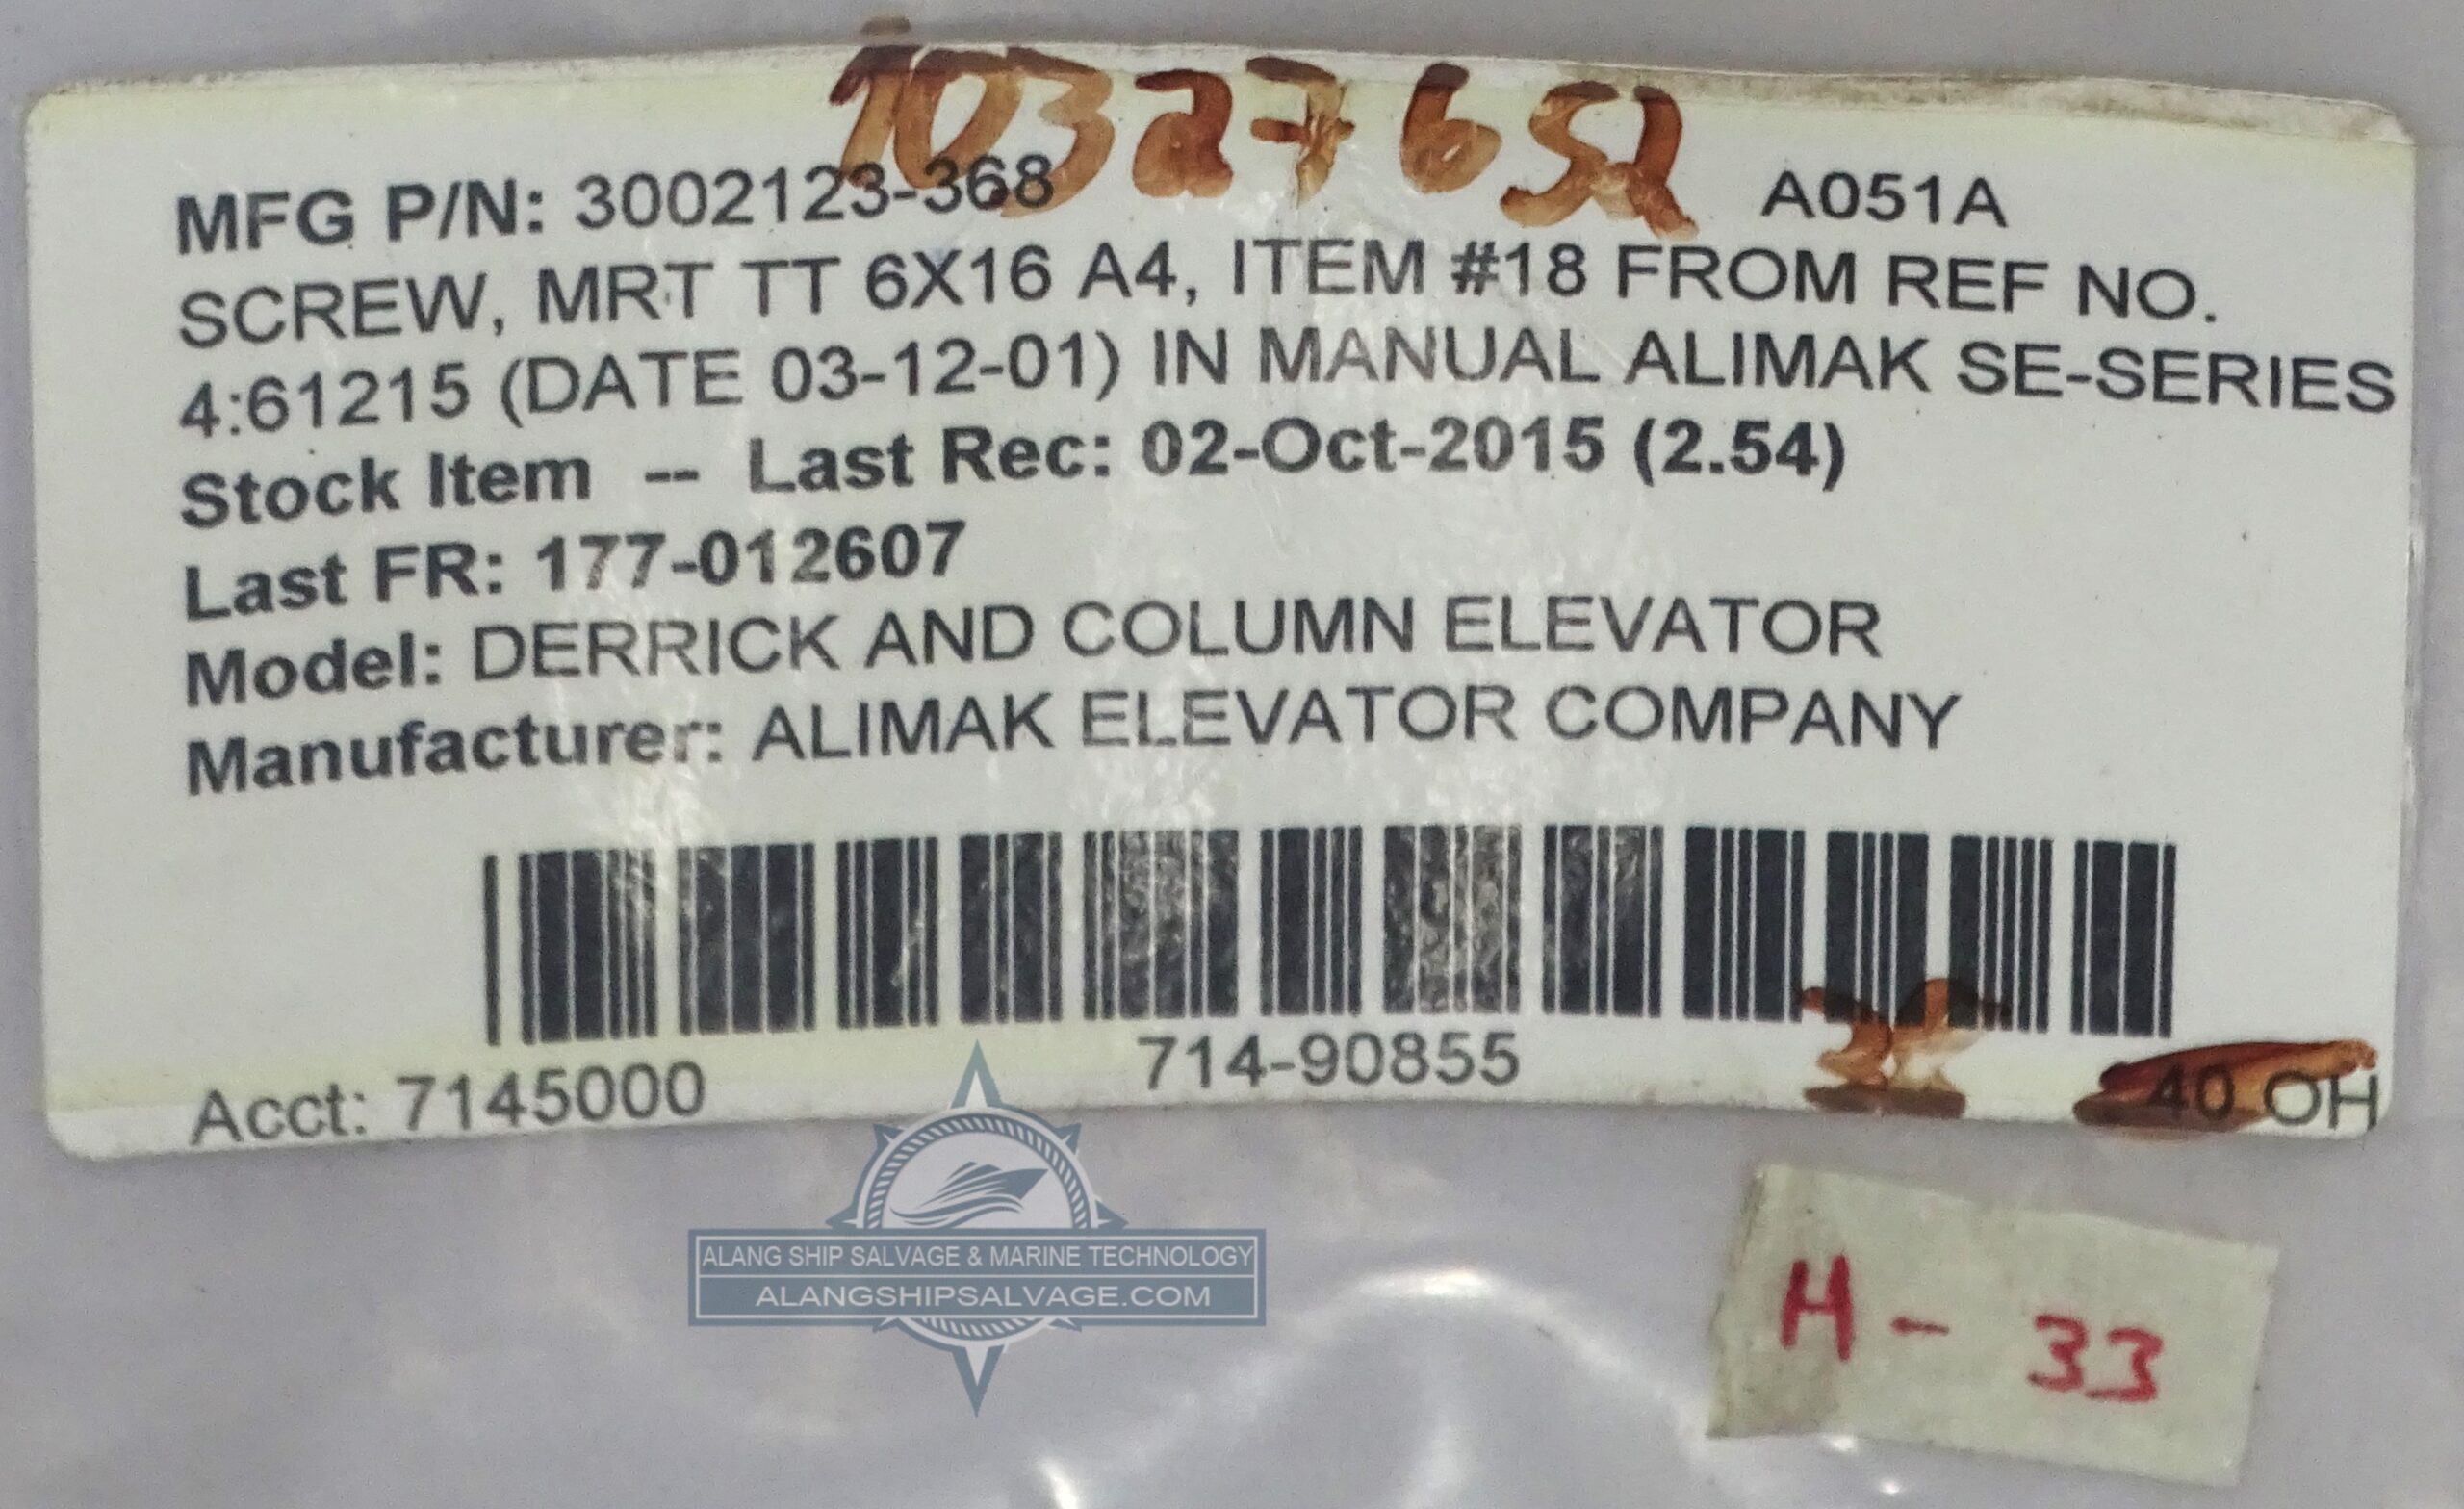 10327652
MFG P/N: 3002123-368 A051A
SCREW, MRT TT 6X16 A4, ITEM #18 FROM REF NO.
4:61215 (DATE 03-12-01) IN MANUAL ALIMAK SE-SERIES
Stock Item -- Last Rec: 02-Oct-2015 (2.54)
Last FR: 177-012607
Model: DERRICK AND COLUMN ELEVATOR
Manufacturer: ALIMAK ELEVATOR COMPANY
714-90855
Acct: 7145000
40 OH
ALANG SHIP SALVAGE & MARINE TECHNOLOGY
ALANGSHIPSALVAGE.COM
H - 33